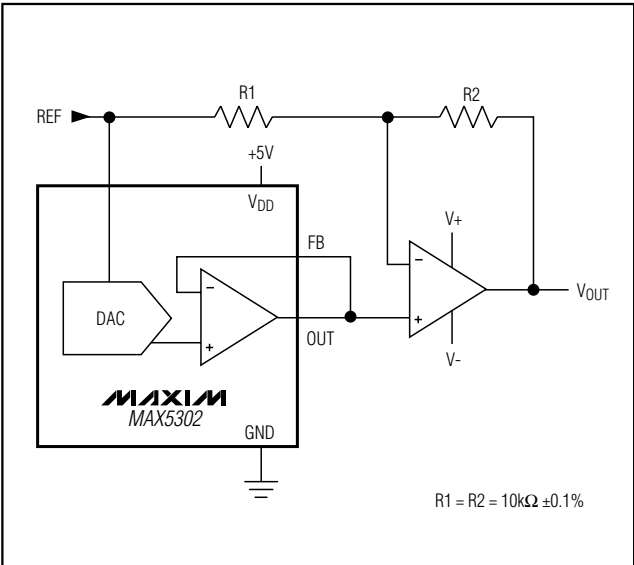 R1
R2
REF
+5V
VDD
V+
FB
−
−
VOUT
DAC
+
OUT
+
V-
MAXIM
MAX5302
GND
R1 = R2 = 10kΩ ±0.1%